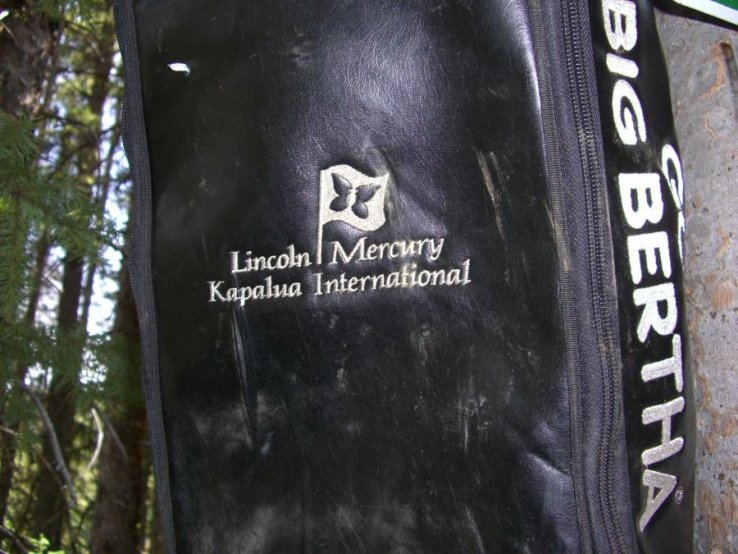 Lincoln Mercury
Kapalua International
BIG BERTHA®